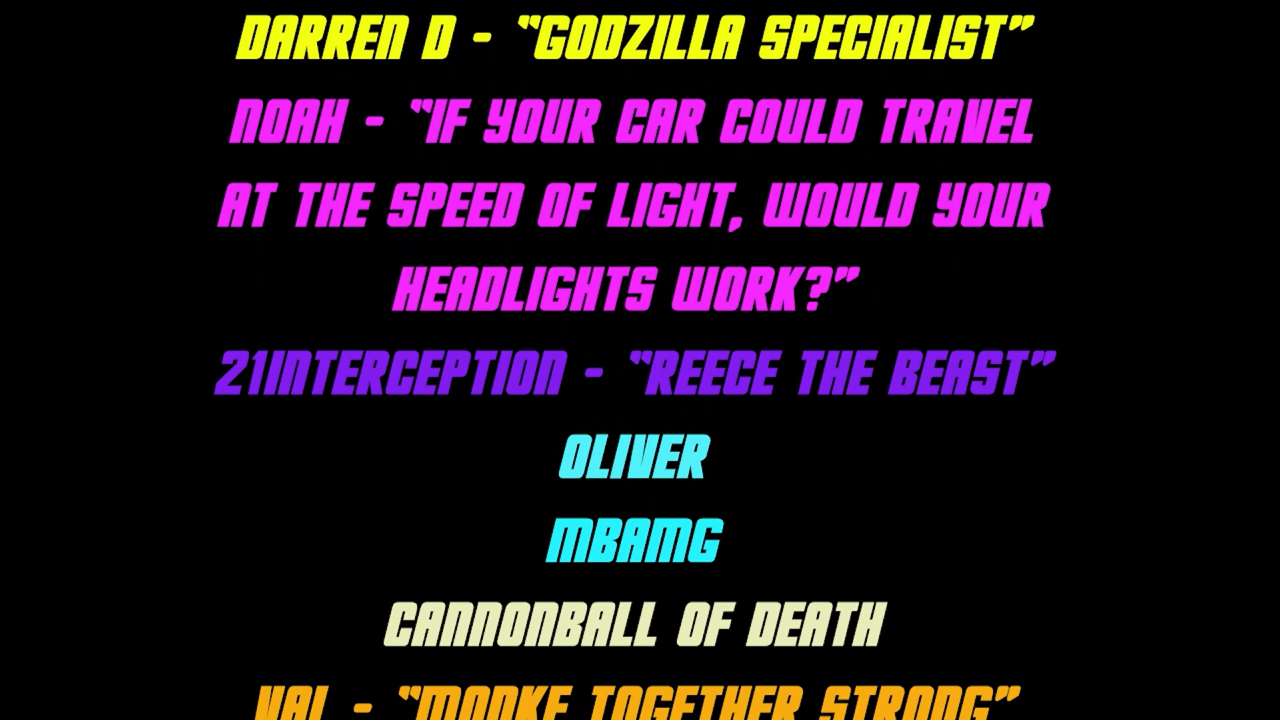 DARREN D - “GODZILLA SPECIALIST”
NOAH - “IF YOUR CAR COULD TRAVEL
AT THE SPEED OF LIGHT, WOULD YOUR
HEADLIGHTS WORK?”
21INTERCEPTION - “REECE THE BEAST”
OLIVER
MBAMG
CANNONBALL OF DEATH
VAL - “MONKE TOGETHER STRONG”